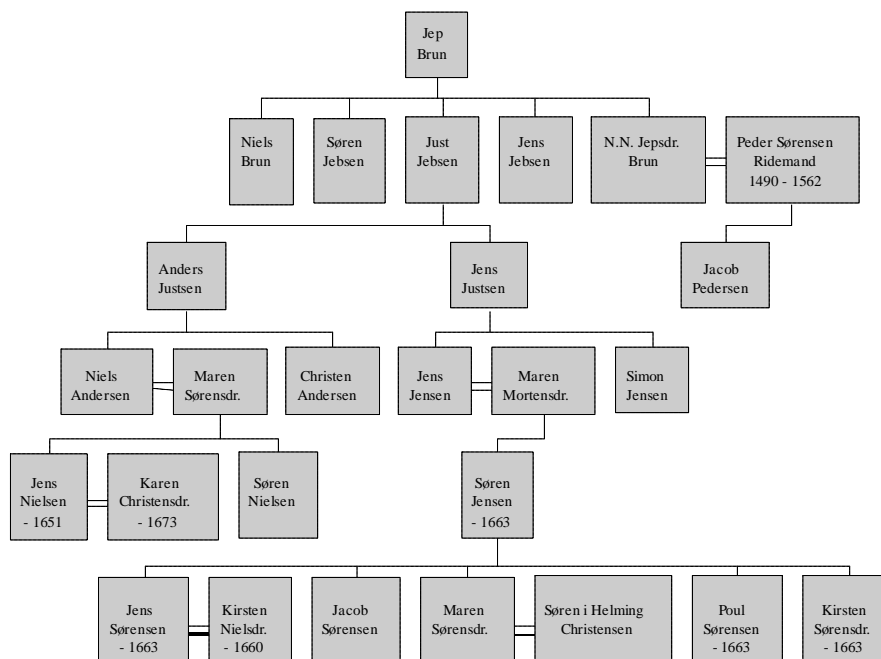 Jep
Brun
Niels
Brun
Søren
Jebsen
Just
Jebsen
Jens
Jebsen
N.N. Jepsdr.
Brun
Peder Sørensen
Ridemand
1490 - 1562
Anders
Justsen
Jens
Justsen
Jacob
Pedersen
Niels
Andersen
Maren
Sørensdr.
Christen
Andersen
Jens
Jensen
Maren
Mortensdr.
Simon
Jensen
Jens
Nielsen
- 1651
Karen
Christensdr.
- 1673
Søren
Nielsen
Søren
Jensen
- 1663
Jens
Sørensen
- 1663
Kirsten
Nielsdr.
- 1660
Jacob
Sørensen
Maren
Sørensdr.
Søren i Helming
Christensen
Poul
Sørensen
- 1663
Kirsten
Sørensdr.
- 1663